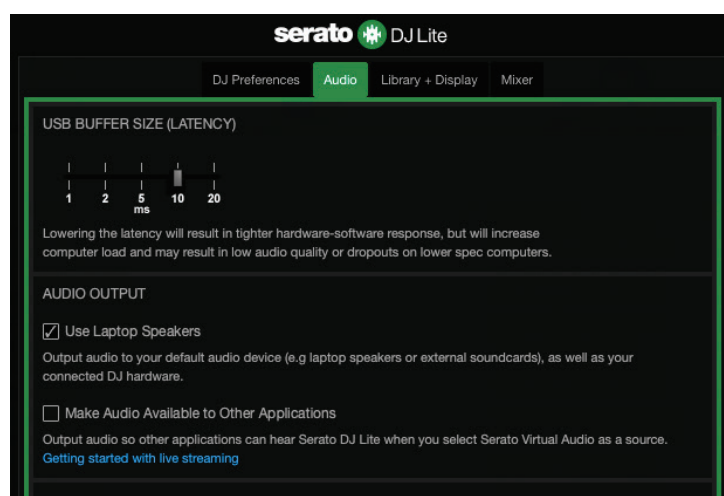 serato DJ Lite
DJ Preferences Audio Library + Display Mixer
USB BUFFER SIZE (LATENCY)
1 2 5 10 20
ms
Lowering the latency will result in tighter hardware-software response, but will increase
computer load and may result in low audio quality or dropouts on lower spec computers.
AUDIO OUTPUT
Use Laptop Speakers
Output audio to your default audio device (e.g laptop speakers or external soundcards), as well as your
connected DJ hardware.
Make Audio Available to Other Applications
Output audio so other applications can hear Serato DJ Lite when you select Serato Virtual Audio as a source.
Getting started with live streaming